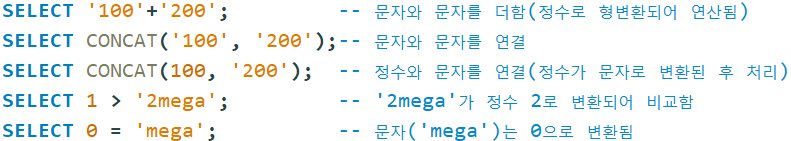 SELECT '100'+'200'; -- 문자와 문자를 더함(정수로 형변환되어 연산됨)
SELECT CONCAT('100', '200');-- 문자와 문자를 연결
SELECT CONCAT(100, '200'); -- 정수와 문자를 연결(정수가 문자로 변환된 후 처리)
SELECT 1 > '2mega'; -- '2mega'가 정수 2로 변환되어 비교함
SELECT 0 = 'mega'; -- 문자('mega')는 0으로 변환됨